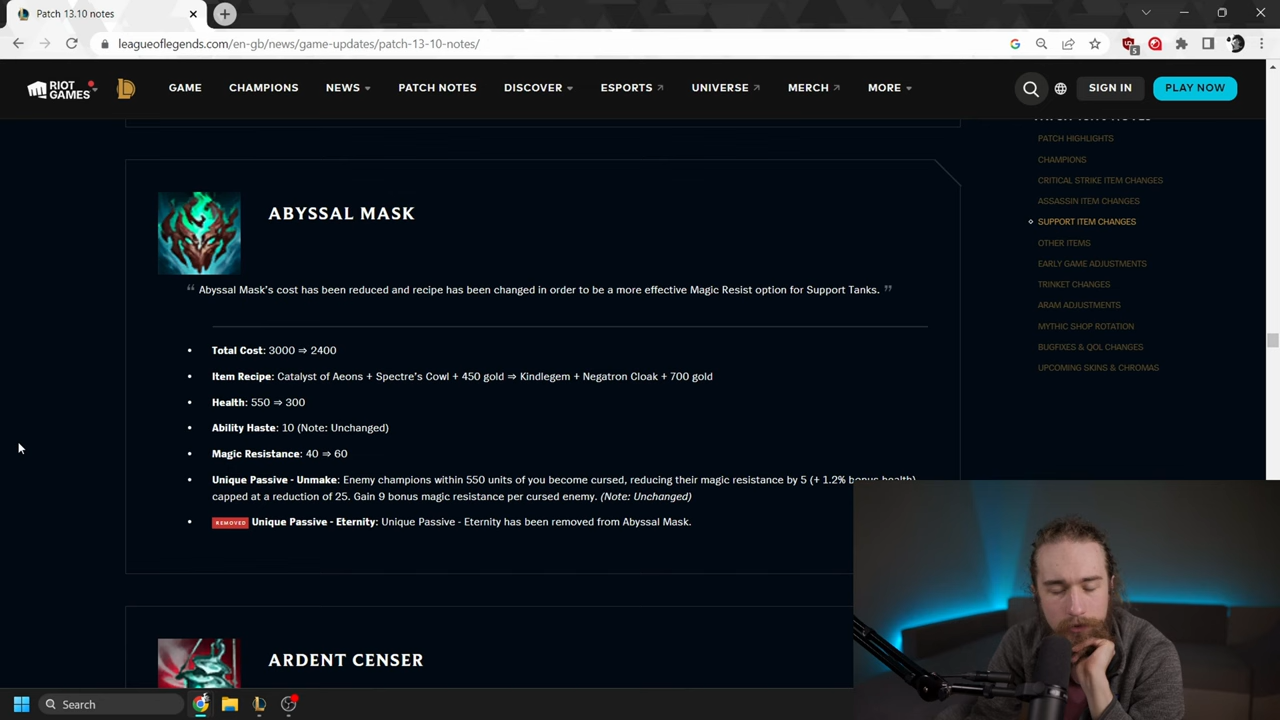 Patch 13.10 notes
leagueoflegends.com/en-gb/news/game-updates/patch-13-10-notes/
5
RIOT GAMES
GAME CHAMPIONS NEWS PATCH NOTES DISCOVER ESPORTS UNIVERSE MERCH MORE SIGN IN PLAY NOW
PATCH HIGHLIGHTS
CHAMPIONS
CRITICAL STRIKE ITEM CHANGES
ASSASSIN ITEM CHANGES
SUPPORT ITEM CHANGES
OTHER ITEMS
EARLY GAME ADJUSTMENTS
TRINKET CHANGES
ARAM ADJUSTMENTS
MYTHIC SHOP ROTATION
BUGFIXES & QOL CHANGES
UPCOMING SKINS & CHROMAS
ABYSSAL MASK
“ Abyssal Mask's cost has been reduced and recipe has been changed in order to be a more effective Magic Resist option for Support Tanks. ”
• Total Cost: 3000 ⇒ 2400
• Item Recipe: Catalyst of Aeons + Spectre's Cowl + 450 gold ⇒ Kindlegem + Negatron Cloak + 700 gold
• Health: 550 ⇒ 300
• Ability Haste: 10 (Note: Unchanged)
• Magic Resistance: 40 ⇒ 60
• Unique Passive - Unmake: Enemy champions within 550 units of you become cursed, reducing their magic resistance by 5 (+ 1.2% bonus health),
capped at a reduction of 25. Gain 9 bonus magic resistance per cursed enemy. (Note: Unchanged)
• REMOVED Unique Passive - Eternity: Unique Passive - Eternity has been removed from Abyssal Mask.
ARDENT CENSER
Search